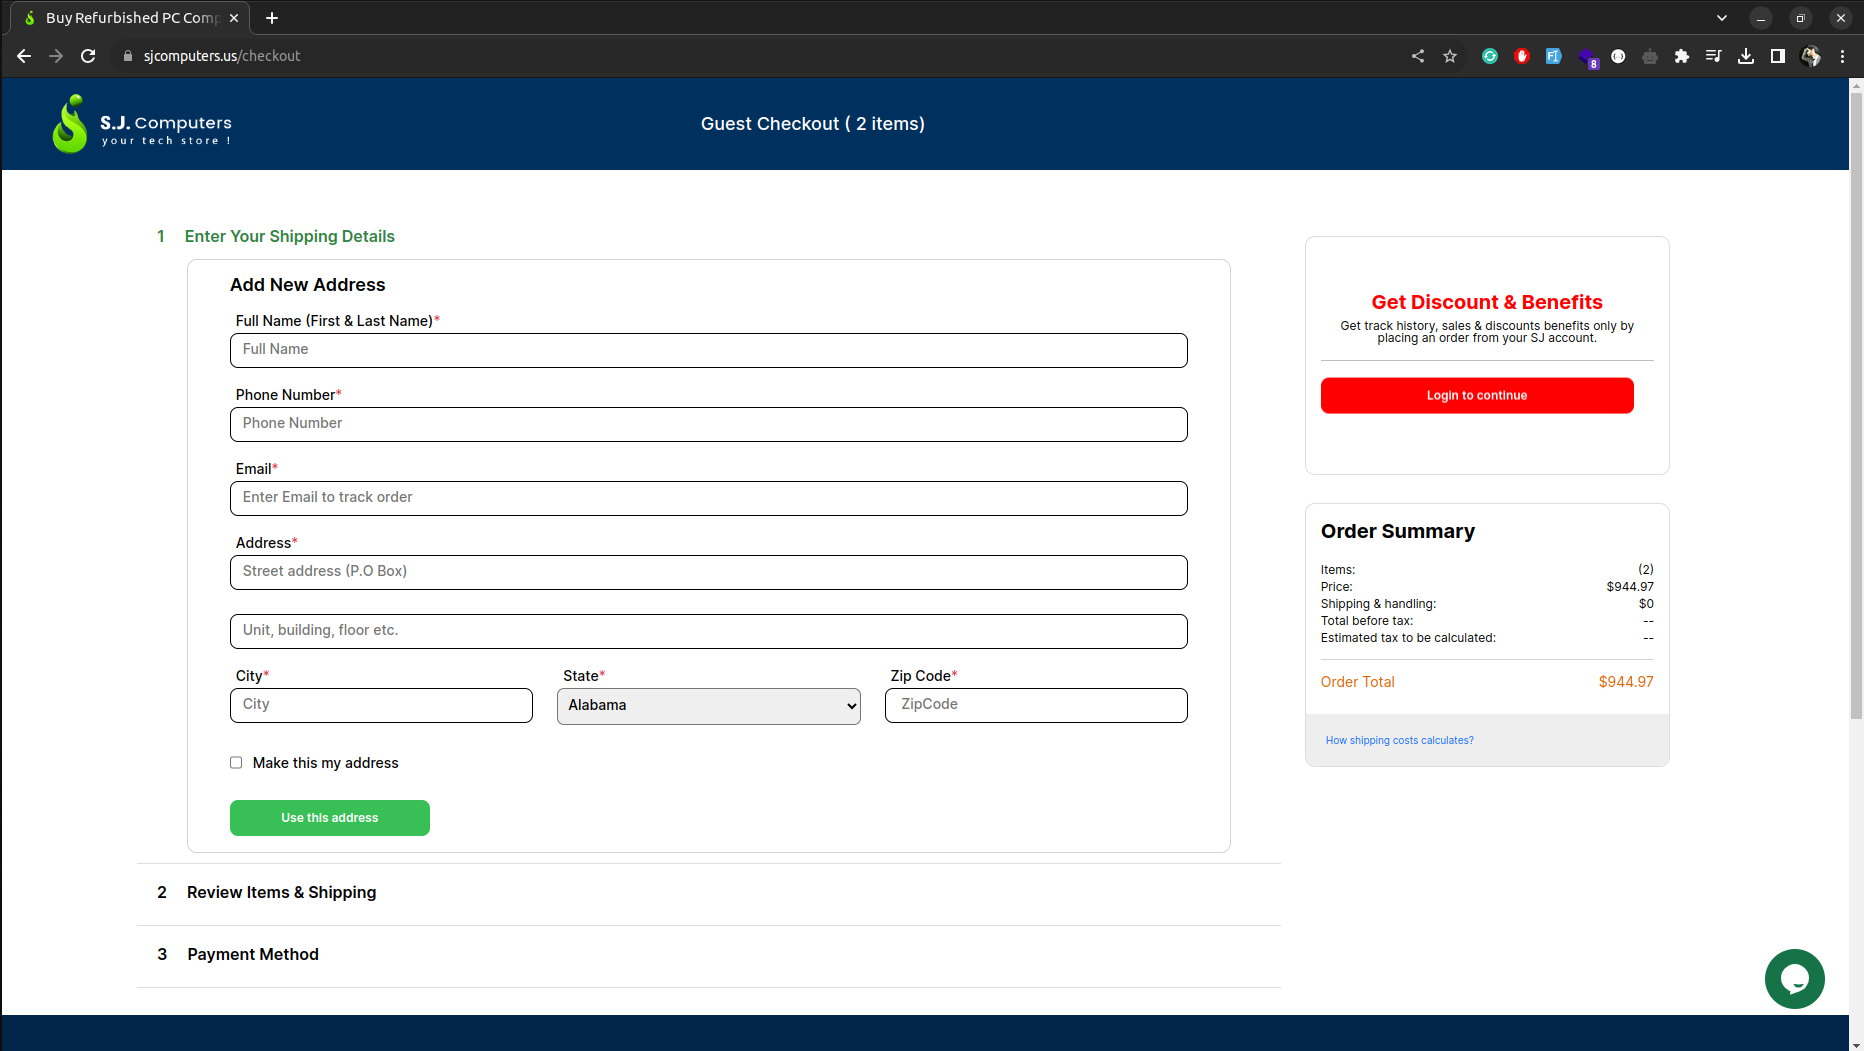 Buy Refurbished PC Comp
sjcomputers.us/checkout
8
S.J. Computers
your tech store !
Guest Checkout ( 2 items)
1 Enter Your Shipping Details
Add New Address
Full Name (First & Last Name)*
Full Name
Phone Number*
Phone Number
Email*
Enter Email to track order
Address*
Street address (P.O Box)
Unit, building, floor etc.
City* State* Zip Code*
City Alabama ZipCode
Make this my address
Use this address
2 Review Items & Shipping
3 Payment Method
Get Discount & Benefits
Get track history, sales & discounts benefits only by
placing an order from your SJ account.
Login to continue
Order Summary
Items: (2)
Price: $944.97
Shipping & handling: $0
Total before tax: --
Estimated tax to be calculated: --
Order Total $944.97
How shipping costs calculates?